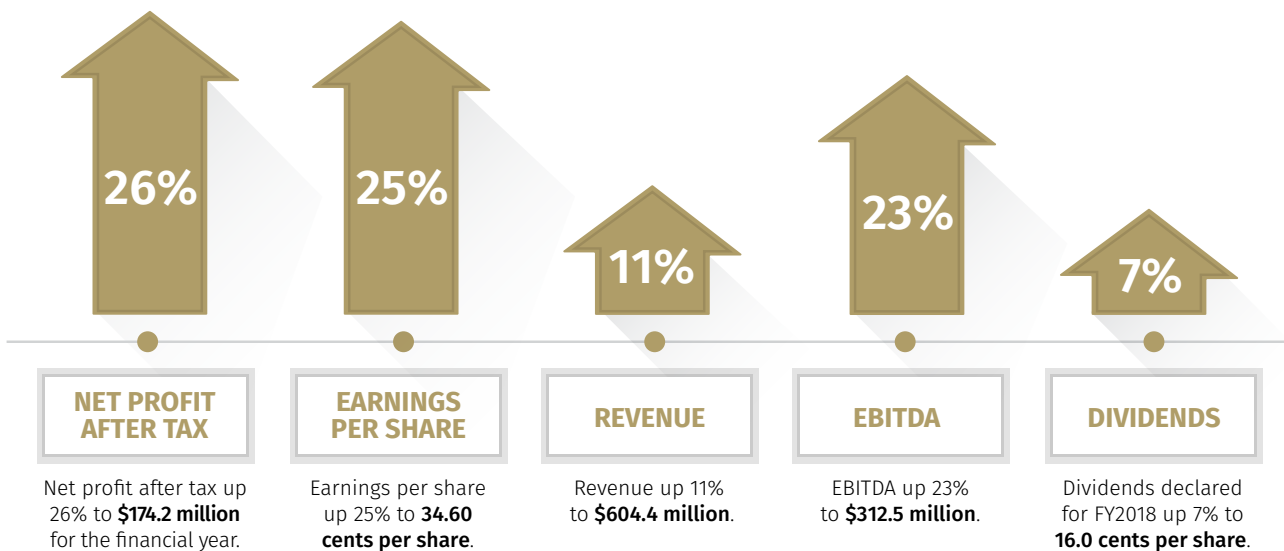 26%
25%
11%
23%
7%
NET PROFIT
AFTER TAX
Net profit after tax up
26% to $174.2 million
for the financial year.
EARNINGS
PER SHARE
Earnings per share
up 25% to 34.60
cents per share.
REVENUE
Revenue up 11%
to $604.4 million.
EBITDA
EBITDA up 23%
to $312.5 million.
DIVIDENDS
Dividends declared
for FY2018 up 7% to
16.0 cents per share.